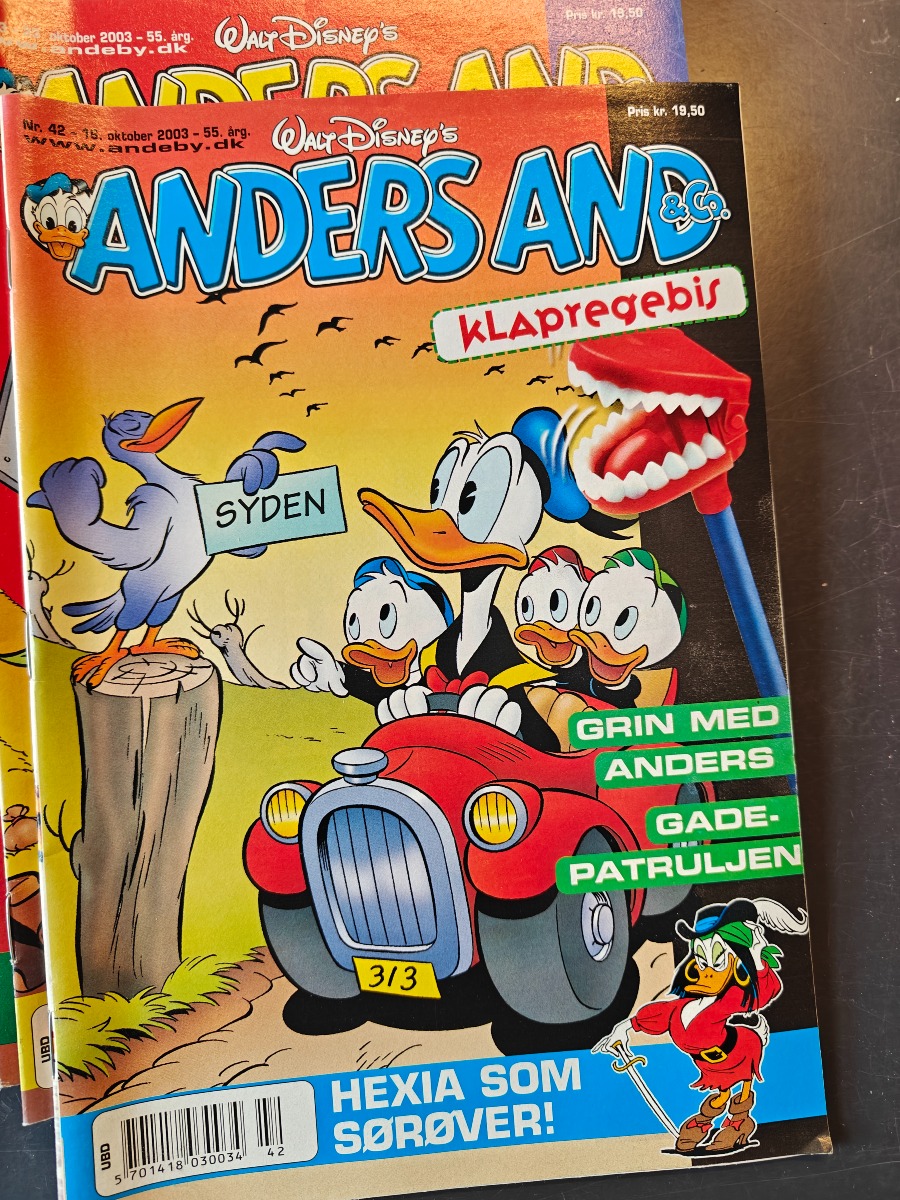 oktober 2003 - 55. årg.
andeby.dk
WALT DISNEY'S
Pris kr. 19,50
ANDERS AND
Nr. 42 - 16. oktober 2003 - 55. årg.
www.andeby.dk
WALT DISNEY'S
Pris kr. 19,50
ANDERS AND
& Co.
KLAPREGEBIS
SYDEN
GRIN MED
ANDERS
GADE-
PATRULJEN
313
HEXIA SOM
SØRØVER!
UBD
5 701418 030034
42
UBD